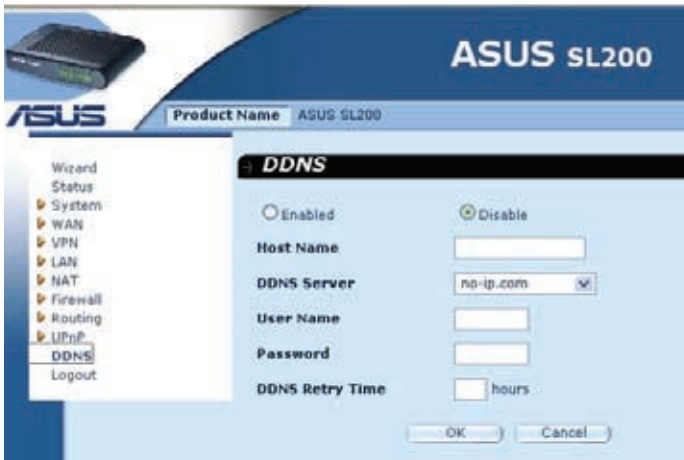 ASUS SL200
ASUS
Product Name ASUS SL200
Wizard
Status
System
WAN
VPN
LAN
NAT
Firewall
Routing
UPnP
DDNS
Logout
DDNS
Enabled Disable
Host Name
DDNS Server no-ip.com
User Name
Password
DDNS Retry Time hours
OK Cancel